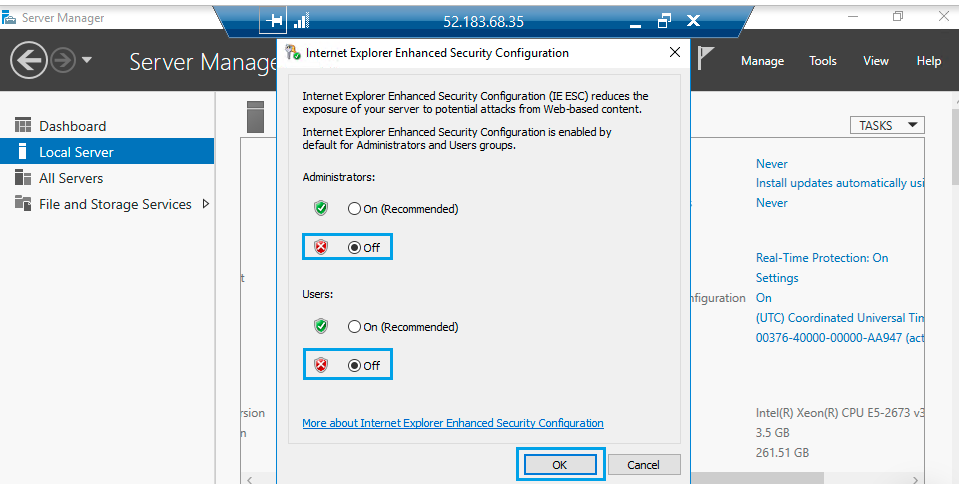 Server Manager
52.183.68.35
Server Manage
Manage
Tools
View
Help
Internet Explorer Enhanced Security Configuration
Internet Explorer Enhanced Security Configuration (IE ESC) reduces the
exposure of your server to potential attacks from Web-based content.
Internet Explorer Enhanced Security Configuration is enabled by
default for Administrators and Users groups.
Administrators:
On (Recommended)
Off
Users:
On (Recommended)
Off
More about Internet Explorer Enhanced Security Configuration
OK
Cancel
Dashboard
Local Server
All Servers
File and Storage Services
TASKS
Never
Install updates automatically usi
Never
Real-Time Protection: On
Settings
nfiguration On
(UTC) Coordinated Universal Tim
00376-40000-00000-AA947 (act
rsion
Intel(R) Xeon(R) CPU E5-2673 v3
3.5 GB
261.51 GB